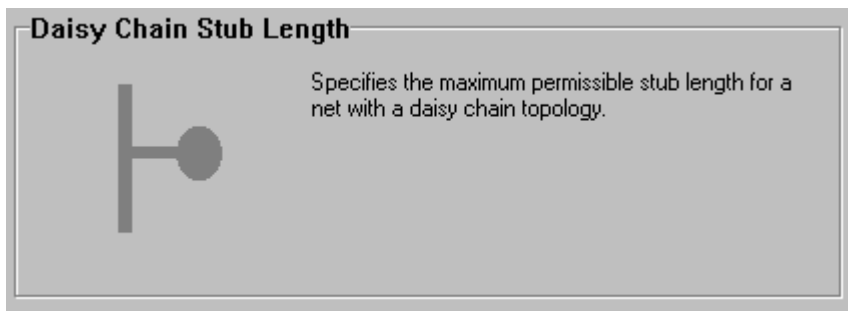 Daisy Chain Stub Length
Specifies the maximum permissible stub length for a
net with a daisy chain topology.